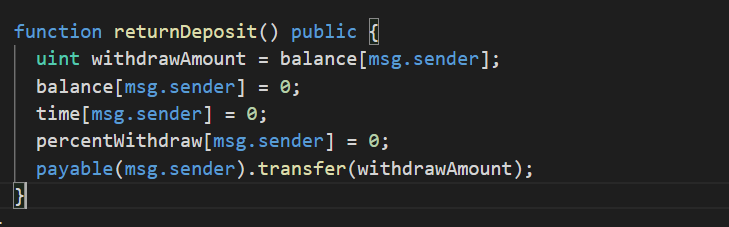 function returnDeposit() public {
uint withdrawAmount = balance[msg.sender];
balance[msg.sender] = 0;
time[msg.sender] = 0;
percentWithdraw[msg.sender] = 0;
payable(msg.sender).transfer(withdrawAmount);
}